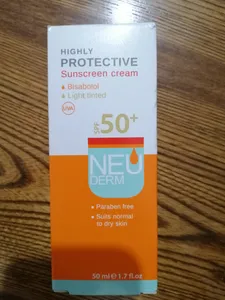 HIGHLY
PROTECTIVE
Sunscreen cream
Bisabolol
Light tinted
UVA
SPF 50+
NEU
DERM
• Paraben free
• Suits normal
to dry skin
50 ml e 1.7 fl.oz